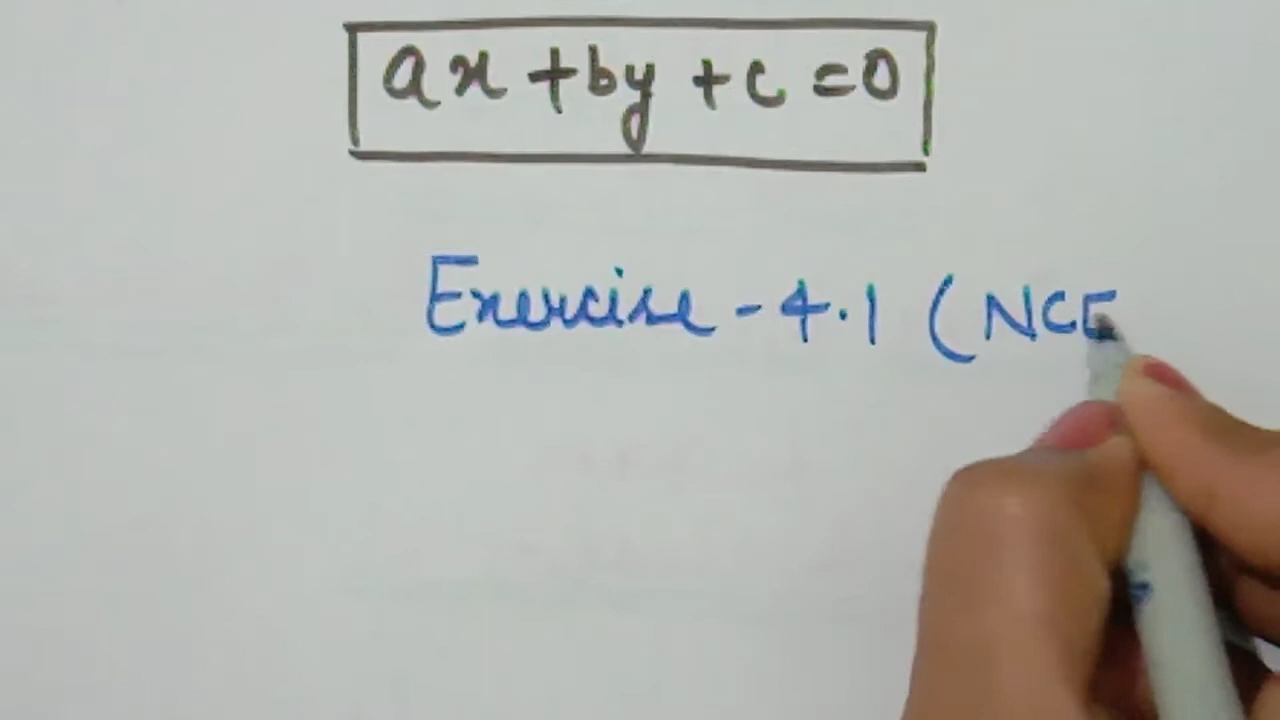 ax + by + c = 0
Exercise - 4.1 (NCE